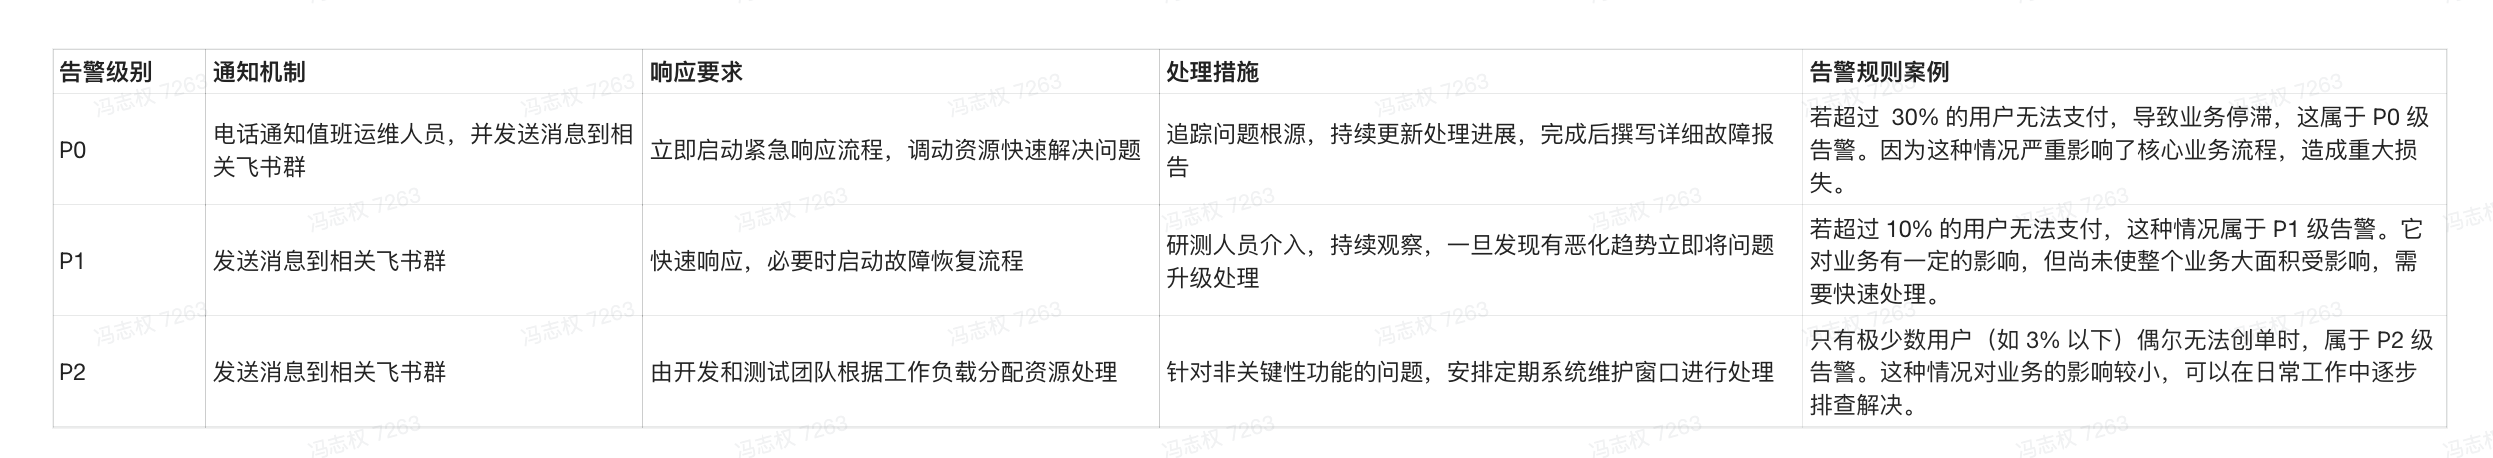 告警级别 通知机制 响应要求 处理措施 告警规则案例
P0
电话通知值班运维人员，并发送消息到相
关飞书群
立即启动紧急响应流程，调动资源快速解决问题
追踪问题根源，持续更新处理进展，完成后撰写详细故障报
告
若超过 30% 的用户无法支付，导致业务停滞，这属于 P0 级
告警。因为这种情况严重影响了核心业务流程，造成重大损
失。
P1
发送消息到相关飞书群
快速响应，必要时启动故障恢复流程
研测人员介入，持续观察，一旦发现有恶化趋势立即将问题
升级处理
若超过 10% 的用户无法支付，这种情况属于 P1 级告警。它
对业务有一定的影响，但尚未使整个业务大面积受影响，需
要快速处理。
P2
发送消息到相关飞书群
由开发和测试团队根据工作负载分配资源处理
针对非关键性功能的问题，安排定期系统维护窗口进行处理
只有极少数用户（如 3% 以下）偶尔无法创单时，属于 P2 级
告警。这种情况对业务的影响较小，可以在日常工作中逐步
排查解决。
冯志权 7263